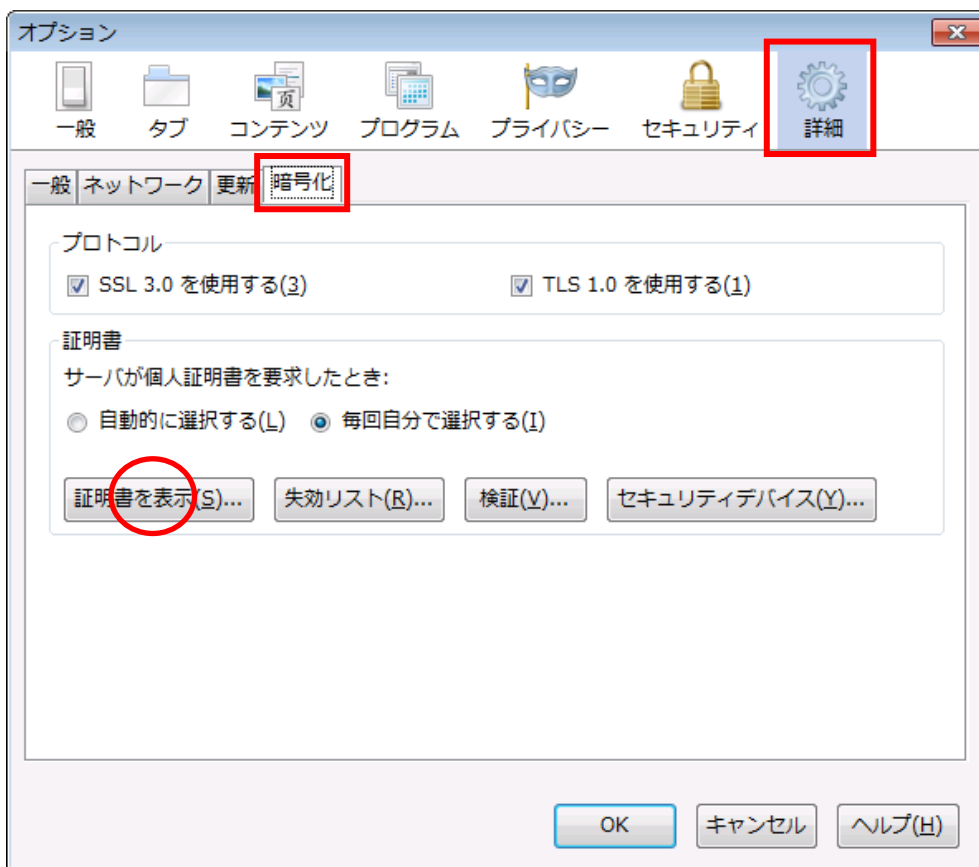 オプション
一般 タブ コンテンツ プログラム プライバシー セキュリティ 詳細
一般 ネットワーク 更新 暗号化
プロトコル
SSL 3.0 を使用する(3) TLS 1.0 を使用する(1)
証明書
サーバが個人証明書を要求したとき:
自動的に選択する(L) 毎回自分で選択する(I)
証明書を表示(S)... 失効リスト(R)... 検証(V)... セキュリティデバイス(Y)...
OK キャンセル ヘルプ(H)